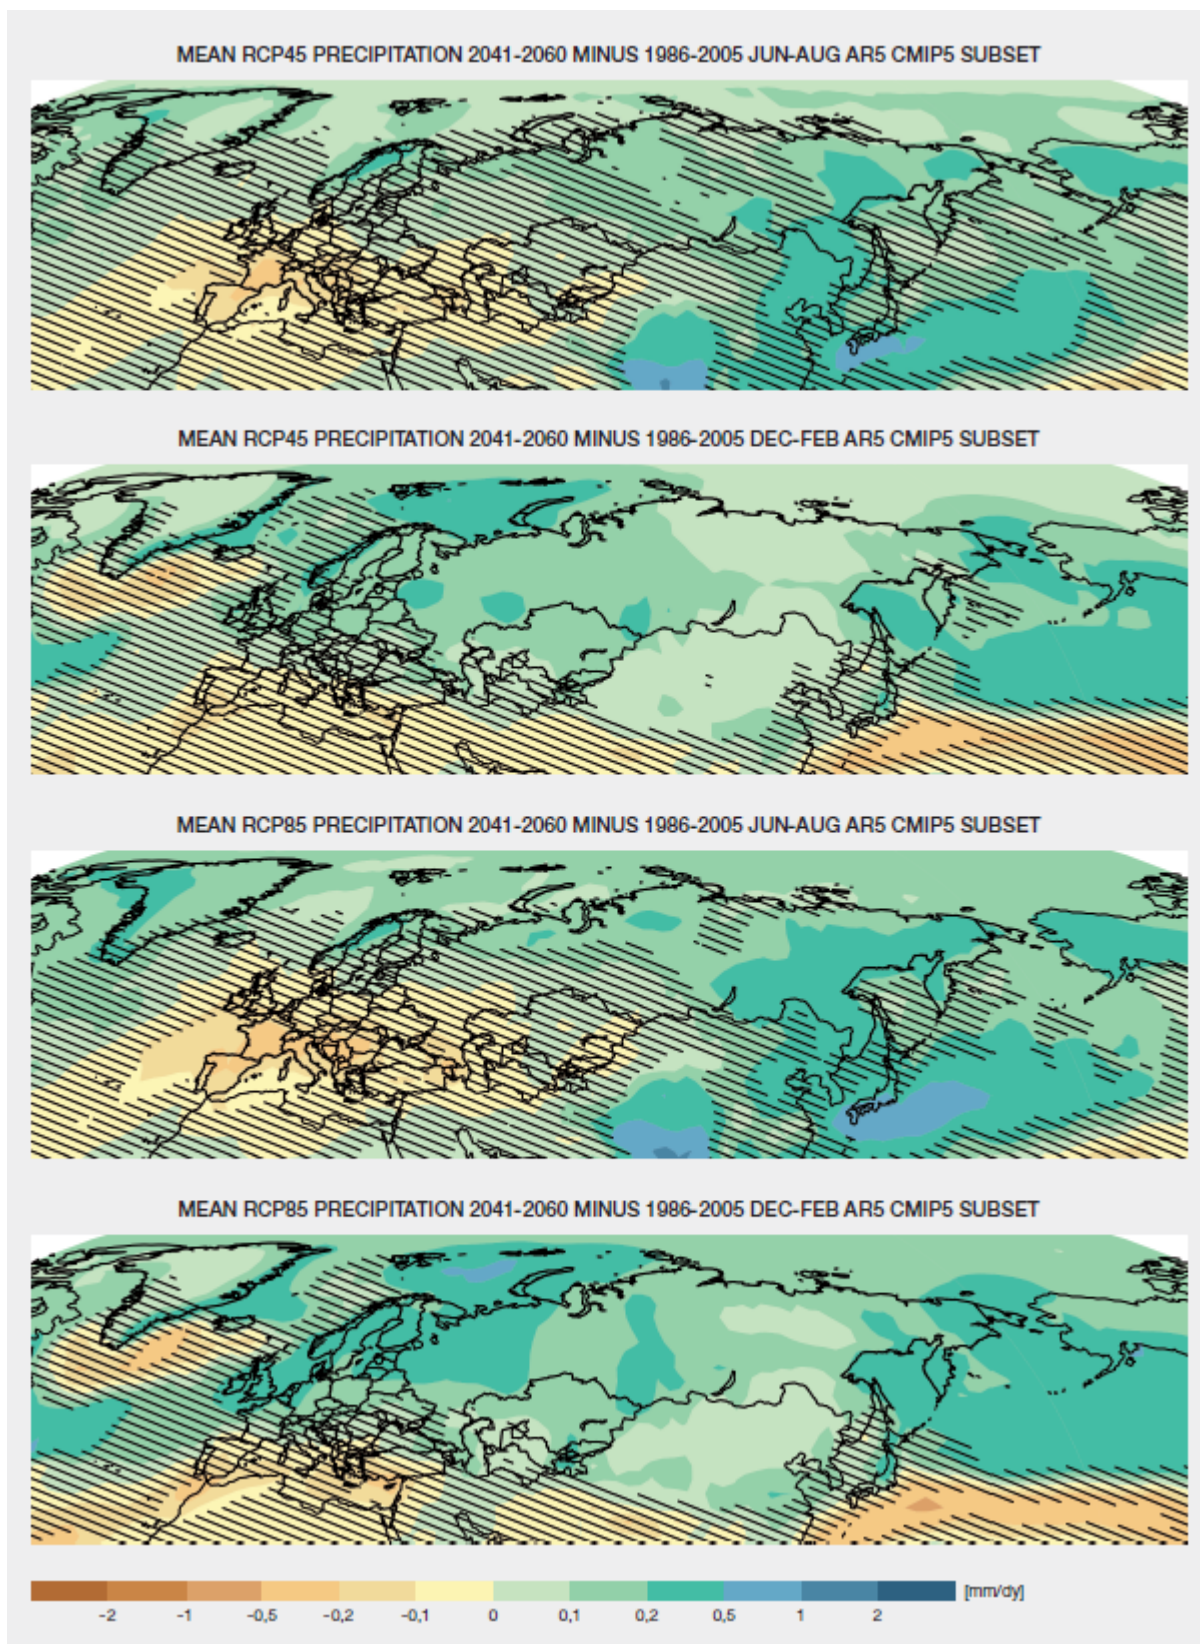 MEAN RCP45 PRECIPITATION 2041-2060 MINUS 1986-2005 JUN-AUG AR5 CMIP5 SUBSET
MEAN RCP45 PRECIPITATION 2041-2060 MINUS 1986-2005 DEC-FEB AR5 CMIP5 SUBSET
MEAN RCP85 PRECIPITATION 2041-2060 MINUS 1986-2005 JUN-AUG AR5 CMIP5 SUBSET
MEAN RCP85 PRECIPITATION 2041-2060 MINUS 1986-2005 DEC-FEB AR5 CMIP5 SUBSET
[mm/dy]
-2 -1 -0,5 -0,2 -0,1 0 0,1 0,2 0,5 1 2